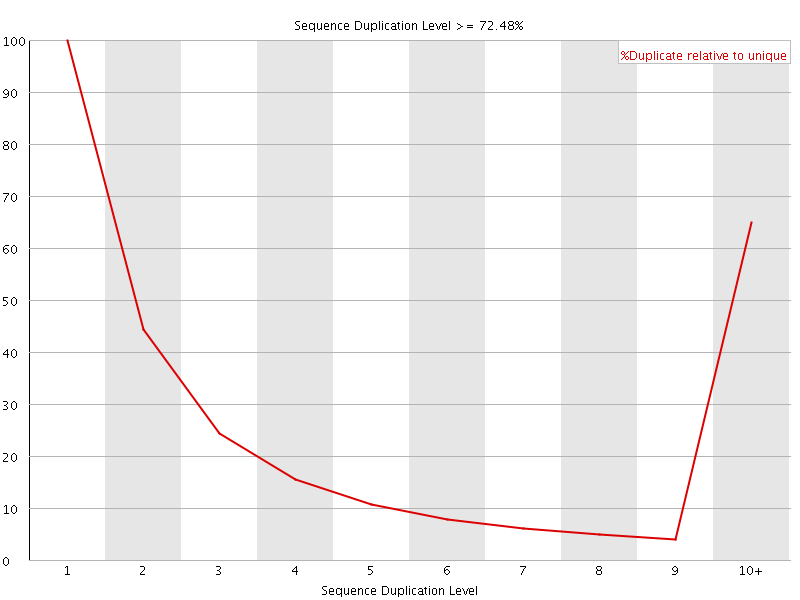 Sequence Duplication Level >= 72.48%
%Duplicate relative to unique
100
90
80
70
60
50
40
30
20
10
0
1 2 3 4 5 6 7 8 9 10+
Sequence Duplication Level